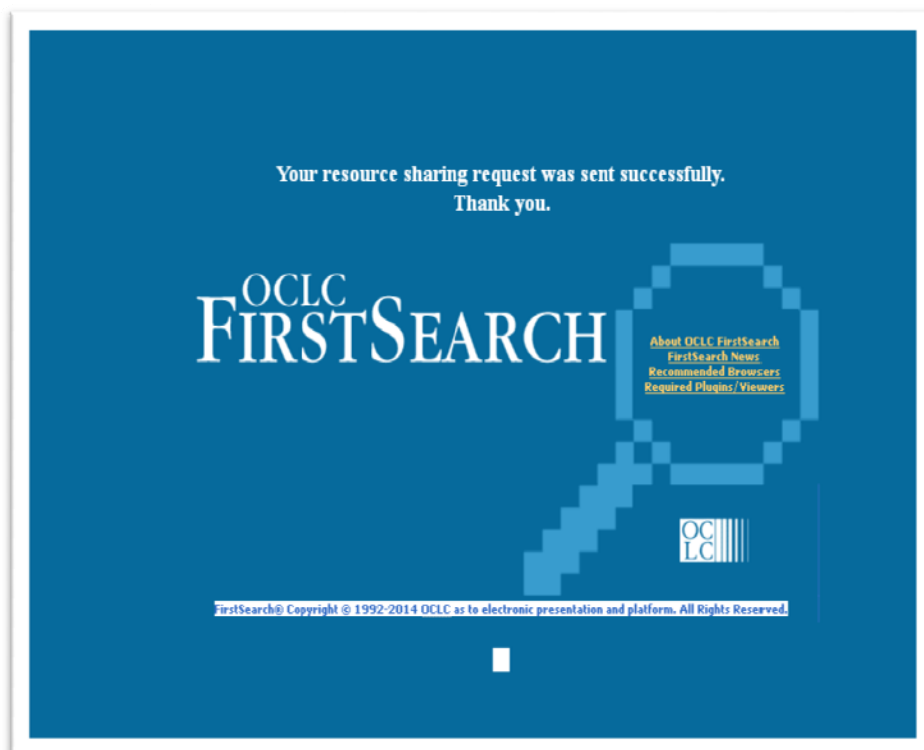 Your resource sharing request was sent successfully.
Thank you.
OCLC
FIRSTSEARCH
About OCLC FirstSearch
FirstSearch News
Recommended Browsers
Required Plugins/Viewers
OC
LC
FirstSearch® Copyright © 1992-2014 OCLC as to electronic presentation and platform. All Rights Reserved.